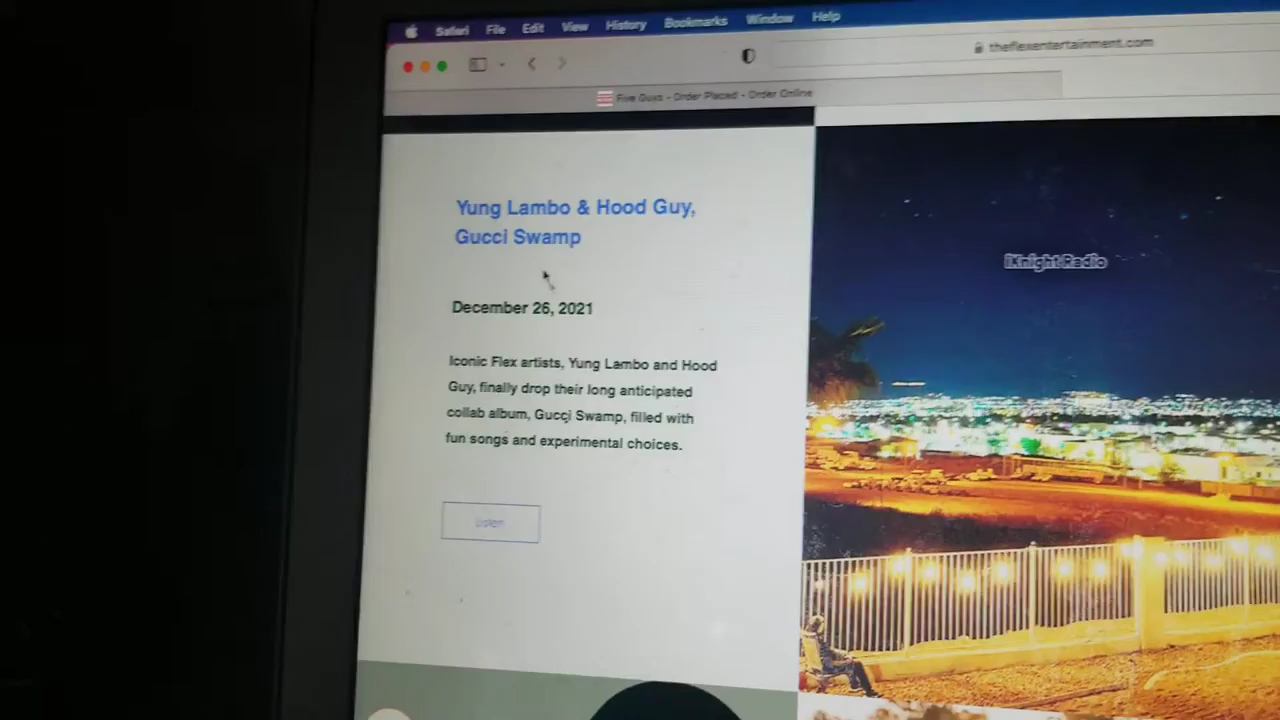 Safari File Edit View History Bookmarks Window Help
theflexentertainment.com
Five Guys - Order Placed - Order Online
Yung Lambo & Hood Guy,
Gucci Swamp
December 26, 2021
Iconic Flex artists, Yung Lambo and Hood
Guy, finally drop their long anticipated
collab album, Gucci Swamp, filled with
fun songs and experimental choices.
Listen
iKnight Radio